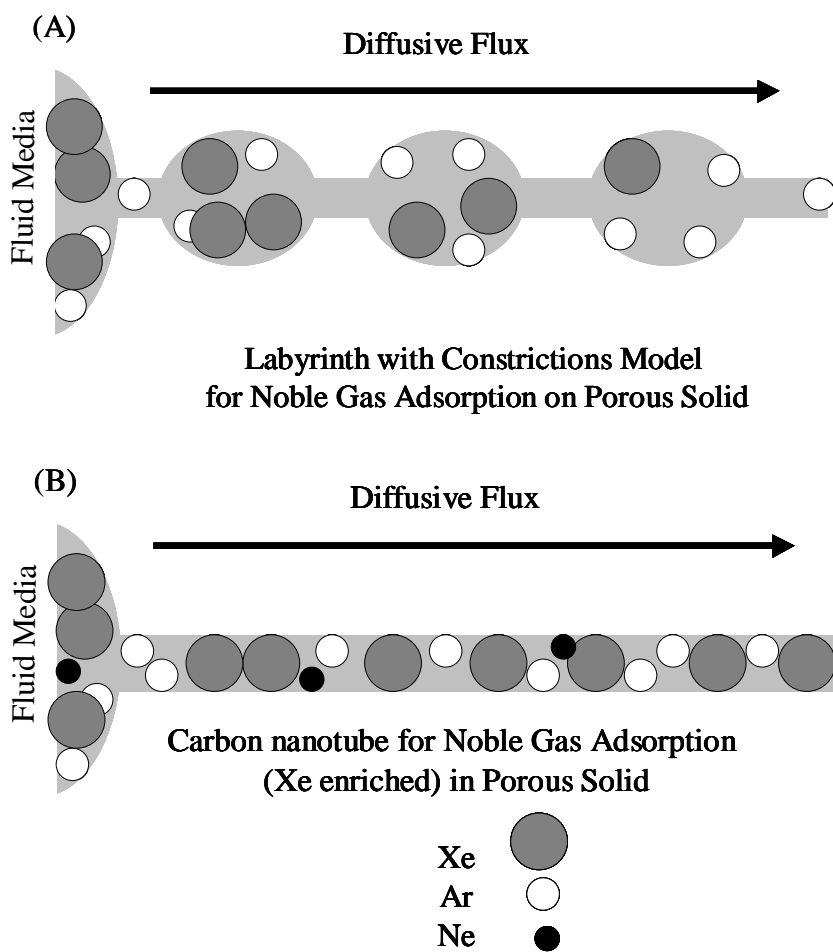 (A)
Diffusive Flux
Fluid Media
Labyrinth with Constrictions Model
for Noble Gas Adsorption on Porous Solid
(B)
Diffusive Flux
Fluid Media
Carbon nanotube for Noble Gas Adsorption
(Xe enriched) in Porous Solid
Xe
Ar
Ne